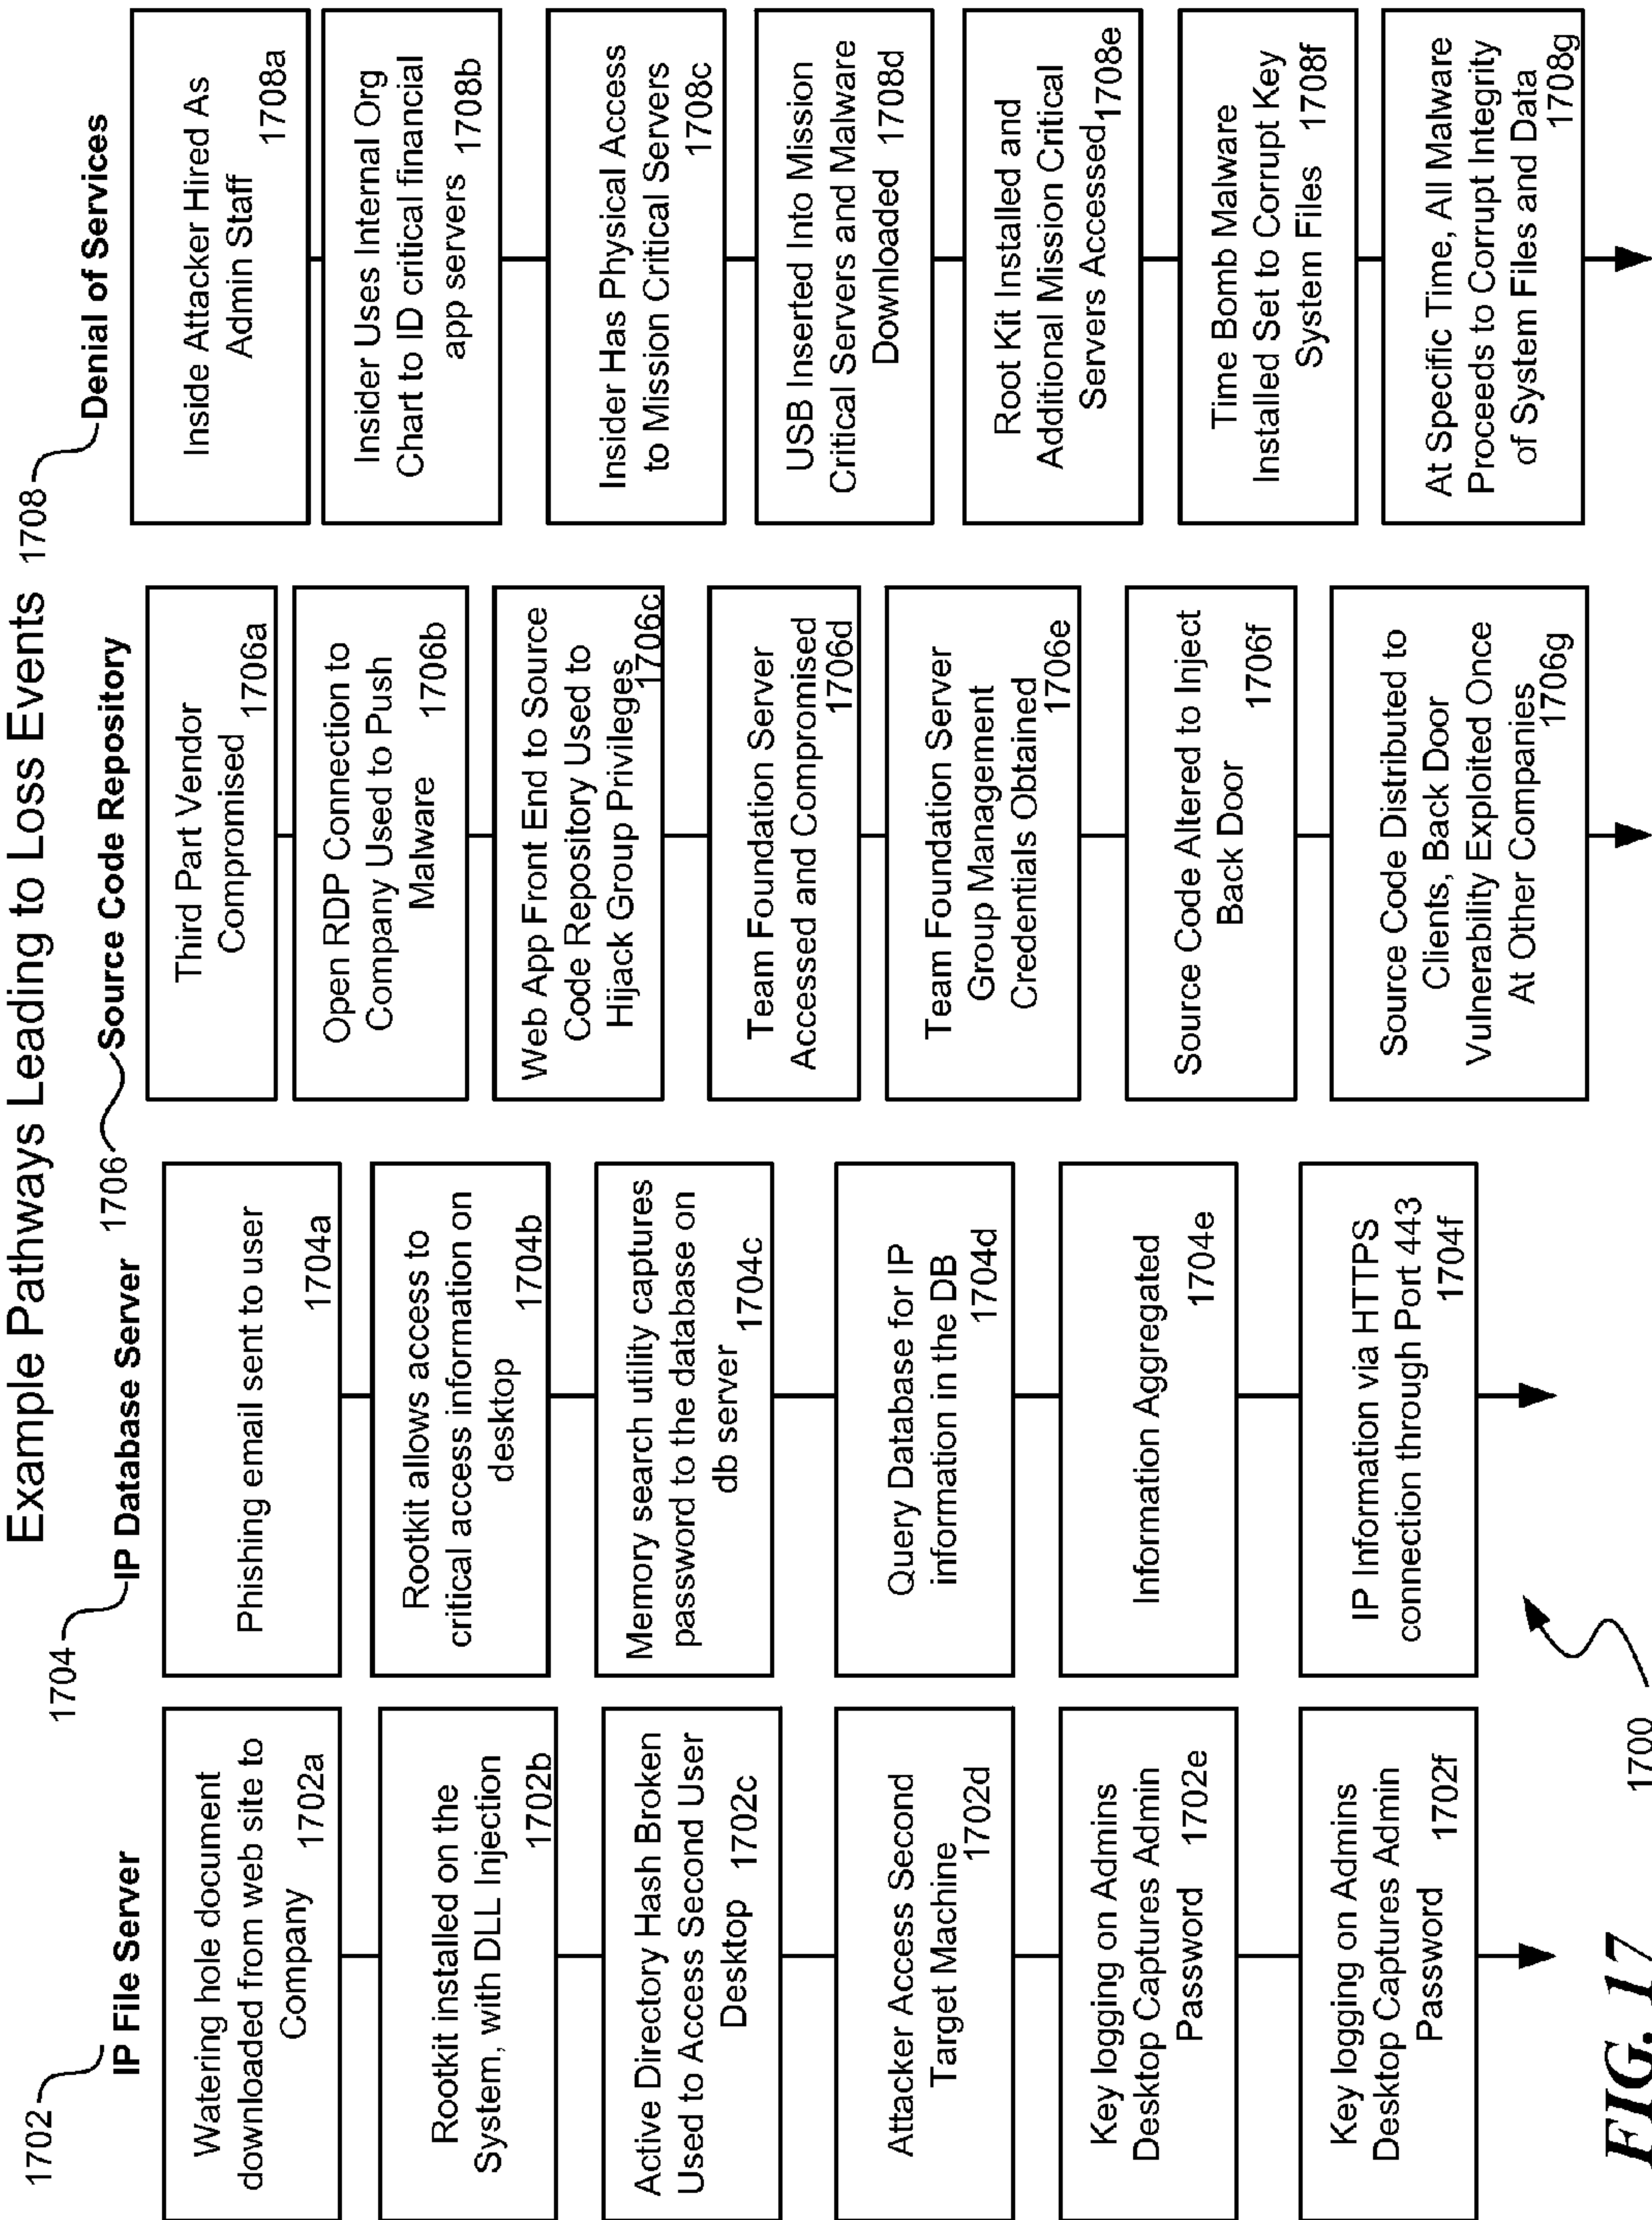 Example Pathways Leading to Loss Events
1702
IP File Server
Watering hole document
downloaded from web site to
Company 1702a
Rootkit installed on the
System, with DLL Injection
1702b
Active Directory Hash Broken
Used to Access Second User
Desktop 1702c
Attacker Access Second
Target Machine
1702d
Key logging on Admins
Desktop Captures Admin
Password 1702e
Key logging on Admins
Desktop Captures Admin
Password 1702f
1704
IP Database Server
Phishing email sent to user
1704a
Rootkit allows access to
critical access information on
desktop 1704b
Memory search utility captures
password to the database on
db server 1704c
Query Database for IP
information in the DB
1704d
Information Aggregated
1704e
IP Information via HTTPS
connection through Port 443
1704f
1706
Source Code Repository
Third Part Vendor
Compromised 1706a
Open RDP Connection to
Company Used to Push
Malware 1706b
Web App Front End to Source
Code Repository Used to
Hijack Group Privileges 1706c
Team Foundation Server
Accessed and Compromised
1706d
Team Foundation Server
Group Management
Credentials Obtained
1706e
Source Code Altered to Inject
Back Door 1706f
Source Code Distributed to
Clients, Back Door
Vulnerability Exploited Once
At Other Companies
1706g
1708
Denial of Services
Inside Attacker Hired As
Admin Staff
1708a
Insider Uses Internal Org
Chart to ID critical financial
app servers 1708b
Insider Has Physical Access
to Mission Critical Servers
1708c
USB Inserted Into Mission
Critical Servers and Malware
Downloaded 1708d
Root Kit Installed and
Additional Mission Critical
Servers Accessed 1708e
Time Bomb Malware
Installed Set to Corrupt Key
System Files 1708f
At Specific Time, All Malware
Proceeds to Corrupt Integrity
of System Files and Data
1708g
1700
FIG. 17